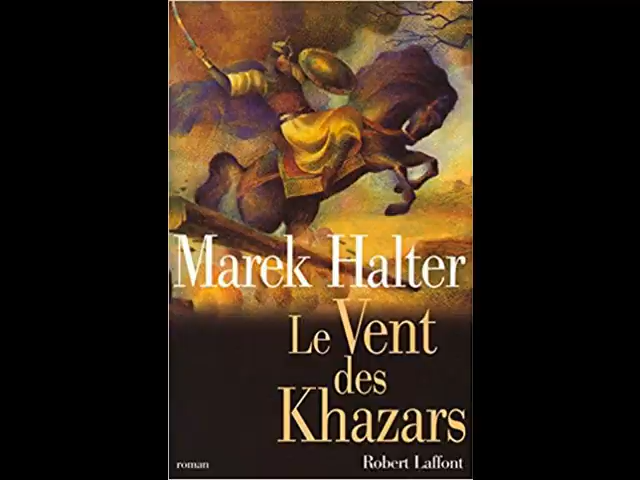 Marek Halter
Le Vent
des
Khazars
roman
Robert Laffont